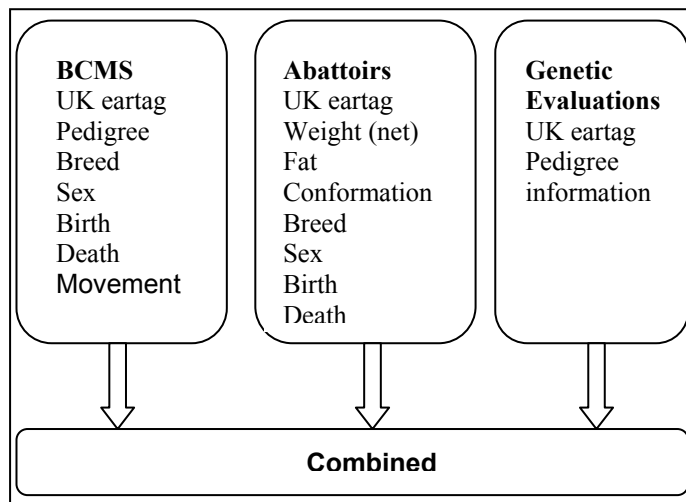 BCMS
UK eartag
Pedigree
Breed
Sex
Birth
Death
Movement
Abattoirs
UK eartag
Weight (net)
Fat
Conformation
Breed
Sex
Birth
Death
Genetic
Evaluations
UK eartag
Pedigree
information
Combined